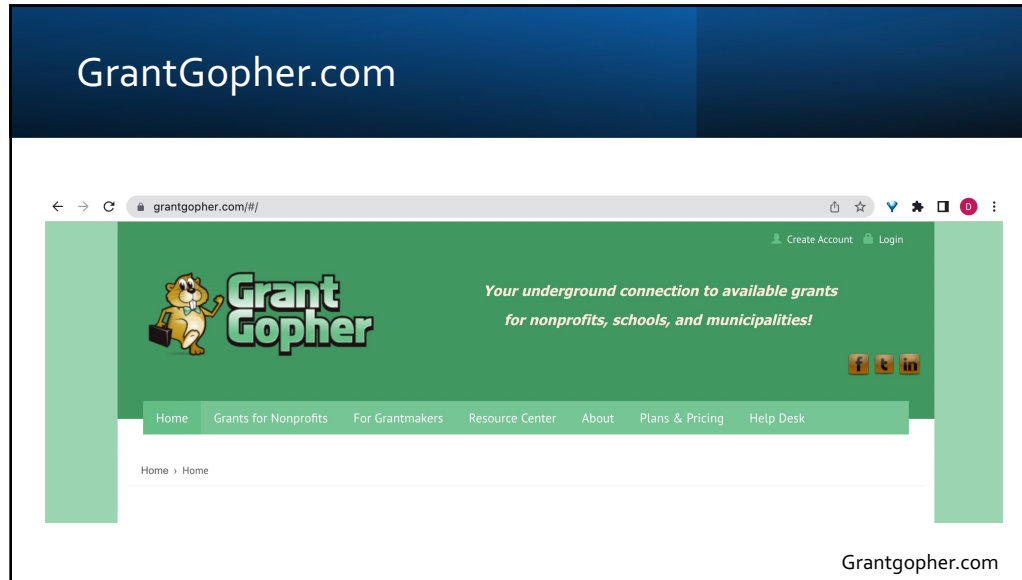 GrantGopher.com
grantgopher.com/#/
D
Create Account Login
Grant
Gopher
Your underground connection to available grants
for nonprofits, schools, and municipalities!
f t in
Home Grants for Nonprofits For Grantmakers Resource Center About Plans & Pricing Help Desk
Home › Home
Grantgopher.com